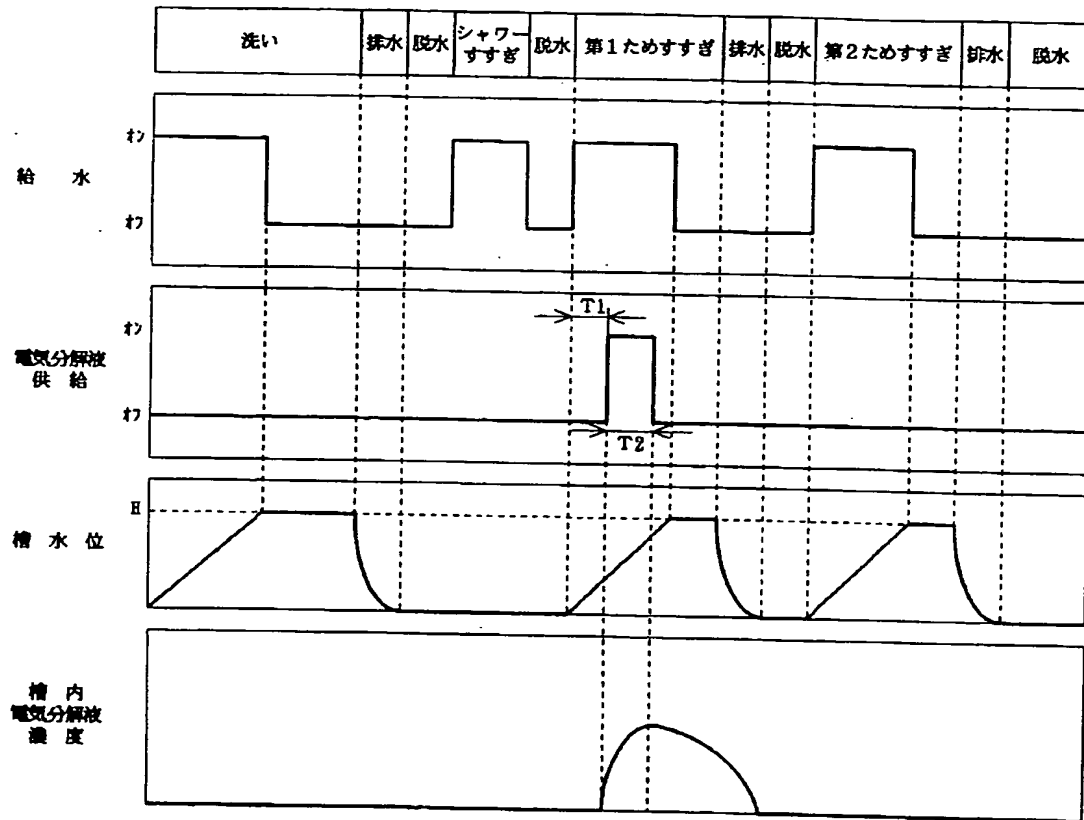 洗い 排水 脱水 シャワーすすぎ 脱水 第1ためすすぎ 排水 脱水 第2ためすすぎ 排水 脱水
オン
給 水
オフ
T1
オン
電気分解液
供 給
オフ
T2
H
槽 水 位
槽 内
電気分解液
濃 度